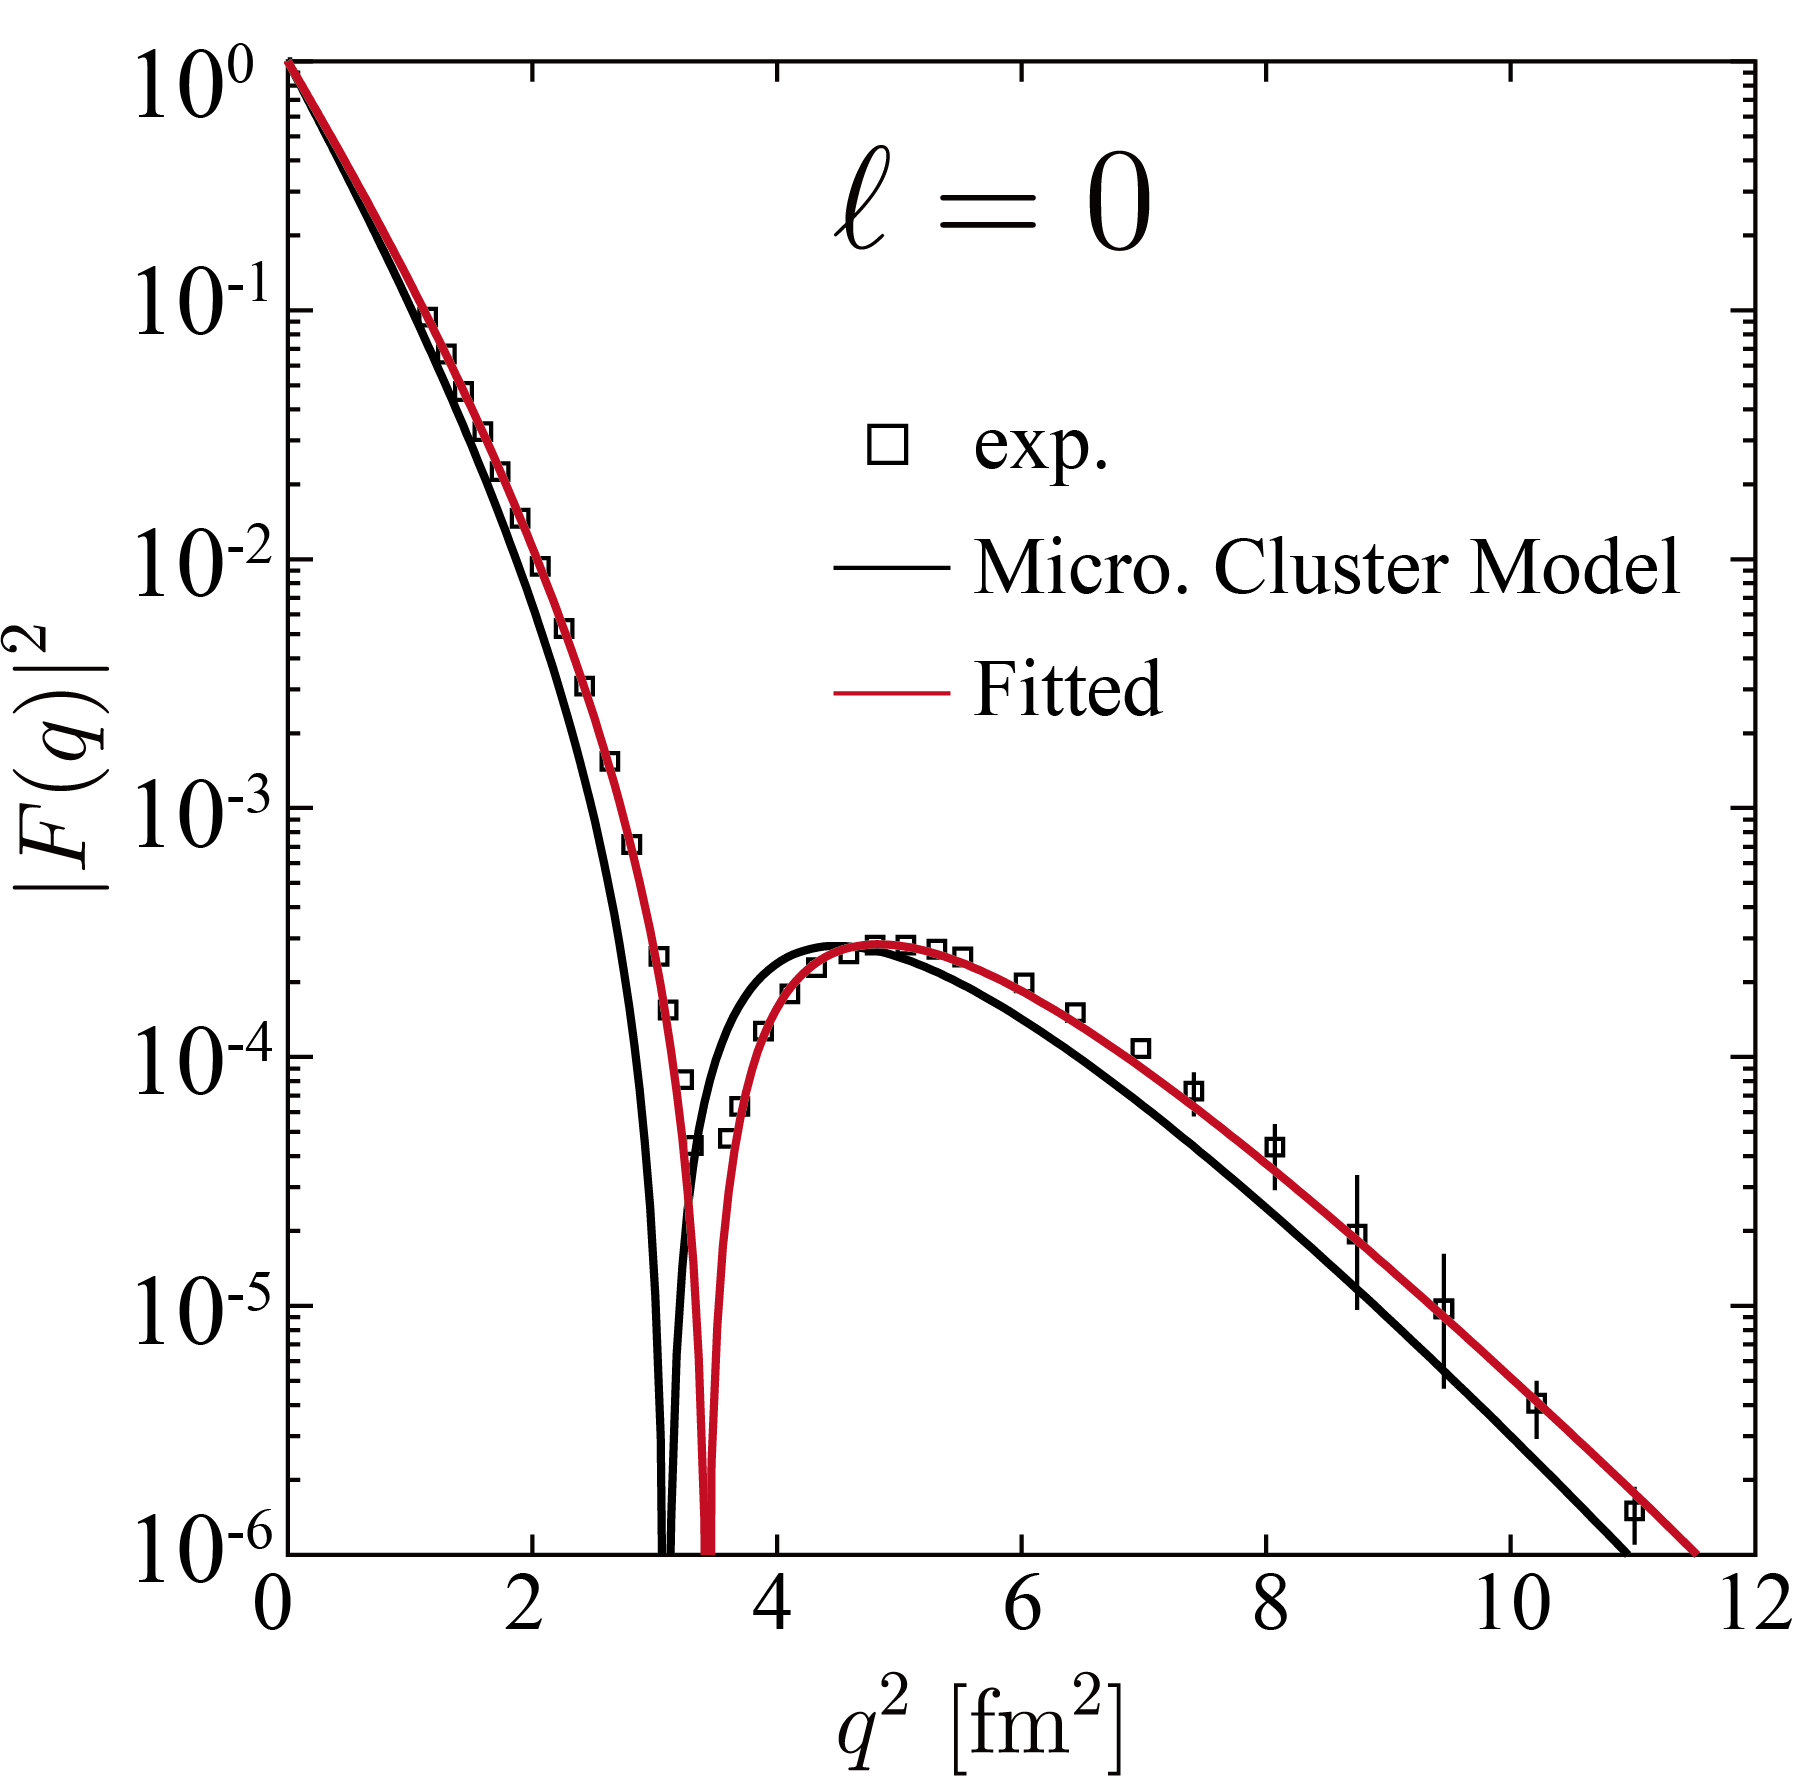 10⁰
ℓ = 0
10⁻¹
exp.
10⁻²
Micro. Cluster Model
|F(q)|²
Fitted
10⁻³
10⁻⁴
10⁻⁵
10⁻⁶
0 2 4 6 8 10 12
q² [fm²]